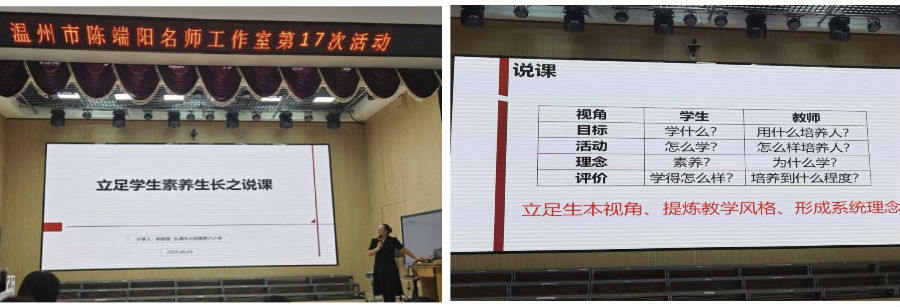 温州市陈端阳名师工作室第17次活动
立足学生素养生长之说课
2025.06.25
说课
视角 学生 教师
目标 学什么? 用什么培养人?
活动 怎么学? 怎么样培养人?
理念 素养? 为什么学?
评价 学得怎么样? 培养到什么程度?
立足生本视角、提炼教学风格、形成系统理念